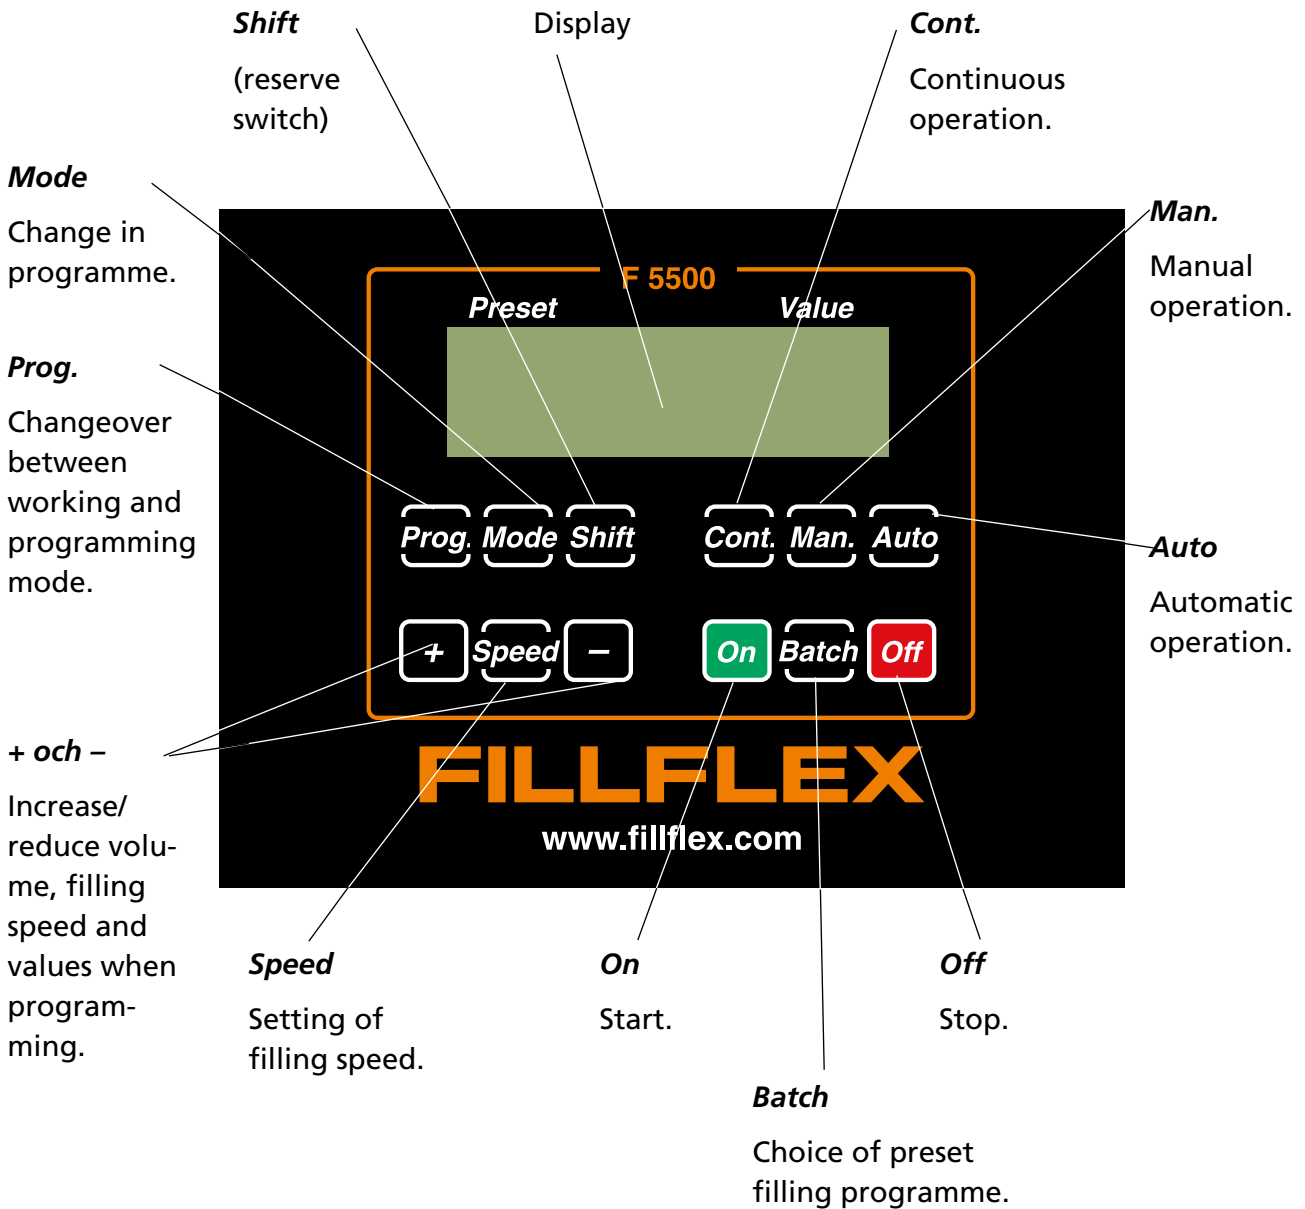 Shift
(reserve
switch)
Display
Cont.
Continuous
operation.
Mode
Change in
programme.
Man.
Manual
operation.
Prog.
Changeover
between
working and
programming
mode.
Auto
Automatic
operation.
F 5500
Preset Value
Prog. Mode Shift Cont. Man. Auto
+ Speed – On Batch Off
FILLFLEX
www.fillflex.com
+ och –
Increase/
reduce volu-
me, filling
speed and
values when
program-
ming.
Speed
Setting of
filling speed.
On
Start.
Off
Stop.
Batch
Choice of preset
filling programme.